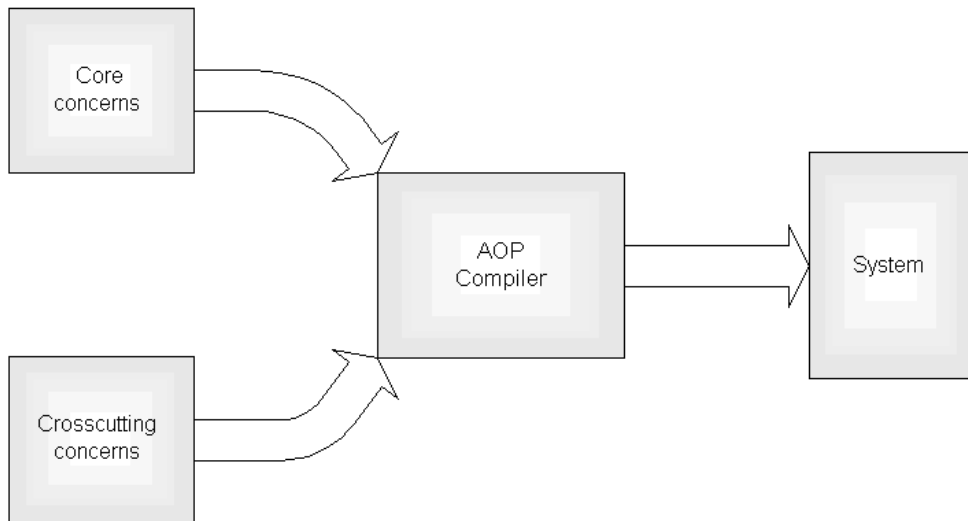 Core
concerns
AOP
Compiler
System
Crosscutting
concerns